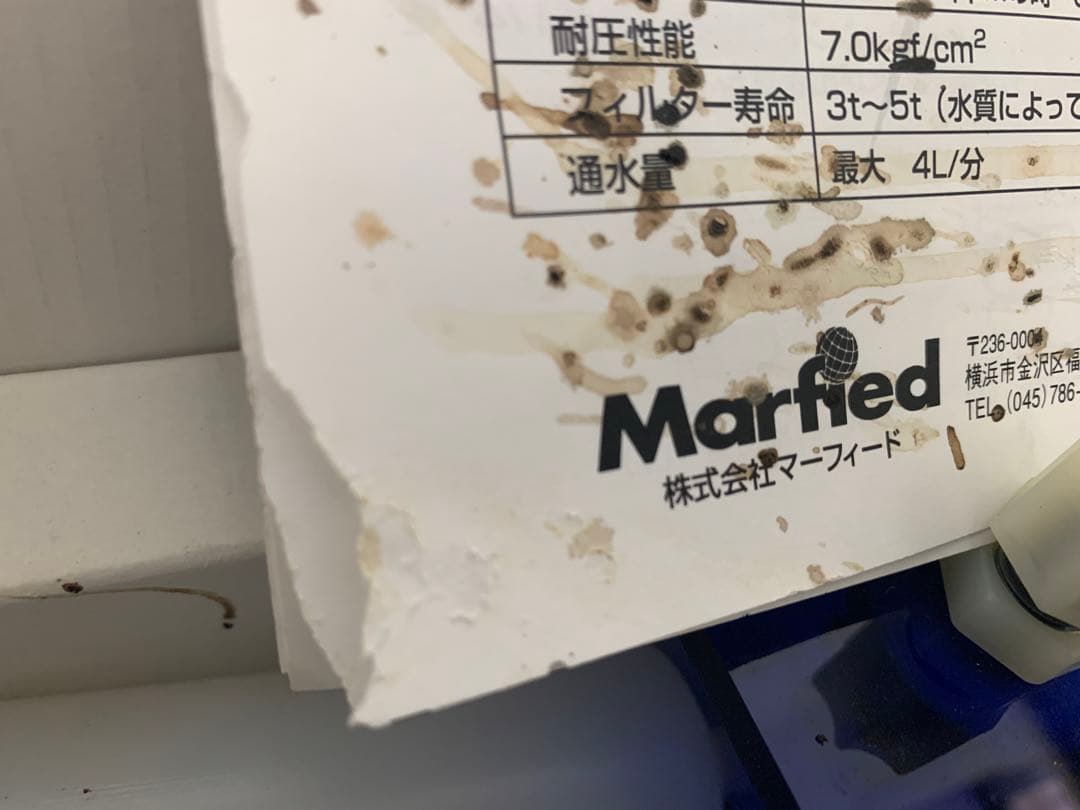 耐圧性能 7.0kgf/cm²
フィルター寿命 3t〜5t(水質によって
通水量 最大 4L/分
Marfied
株式会社マーフィード
〒236-0004
横浜市金沢区福
TEL (045)786-